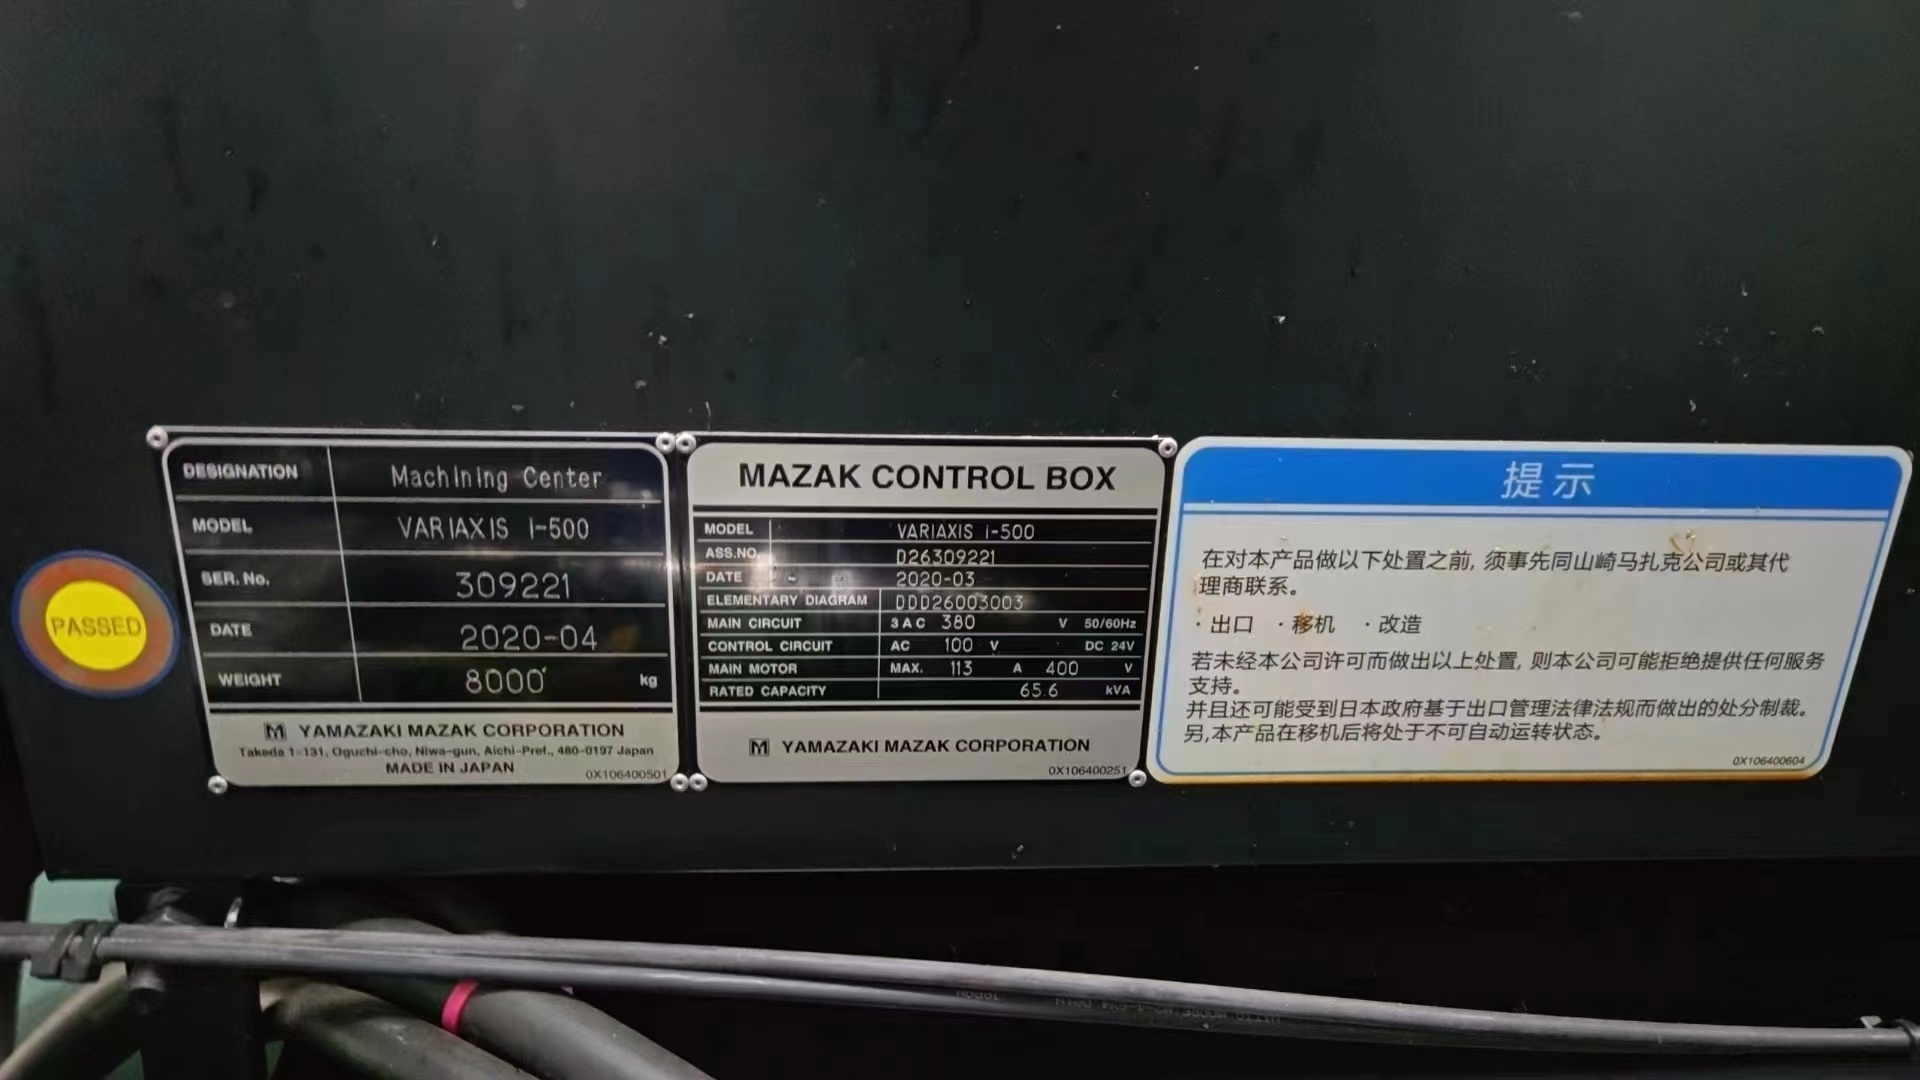 PASSED
DESIGNATION Machining Center
MODEL VARIAXIS i-500
SER. No. 309221
DATE 2020-04
WEIGHT 8000 kg
YAMAZAKI MAZAK CORPORATION
Takeda 1-131, Oguchi-cho, Niwa-gun, Aichi-Pref., 480-0197 Japan
MADE IN JAPAN
0X106400501
MAZAK CONTROL BOX
MODEL VARIAXIS i-500
ASS.NO. D26309221
DATE 2020-03
ELEMENTARY DIAGRAM DDD26003003
MAIN CIRCUIT 3 A C 380 V 50/60Hz
CONTROL CIRCUIT AC 100 V DC 24V
MAIN MOTOR MAX. 113 A 400 V
RATED CAPACITY 65.6 kVA
YAMAZAKI MAZAK CORPORATION
0X106400251
提示
在对本产品做以下处置之前, 须事先同山崎马扎克公司或其代
理商联系。
·出口 ·移机 ·改造
若未经本公司许可而做出以上处置, 则本公司可能拒绝提供任何服务
支持。
并且还可能受到日本政府基于出口管理法律法规而做出的处分制裁。
另,本产品在移机后将处于不可自动运转状态。
0X106400604